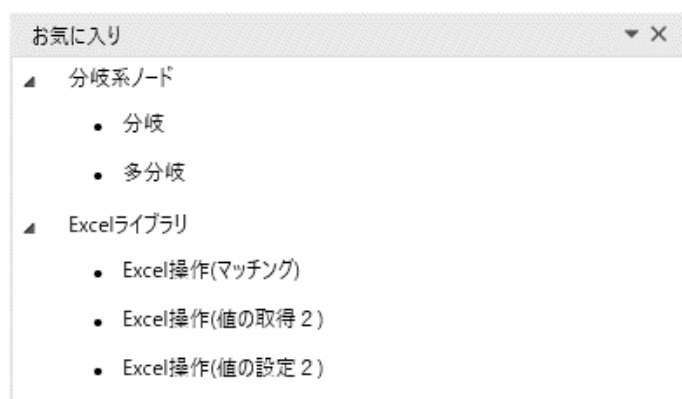 お気に入り
分岐系ノード
分岐
多分岐
Excelライブラリ
Excel操作(マッチング)
Excel操作(値の取得２)
Excel操作(値の設定２)